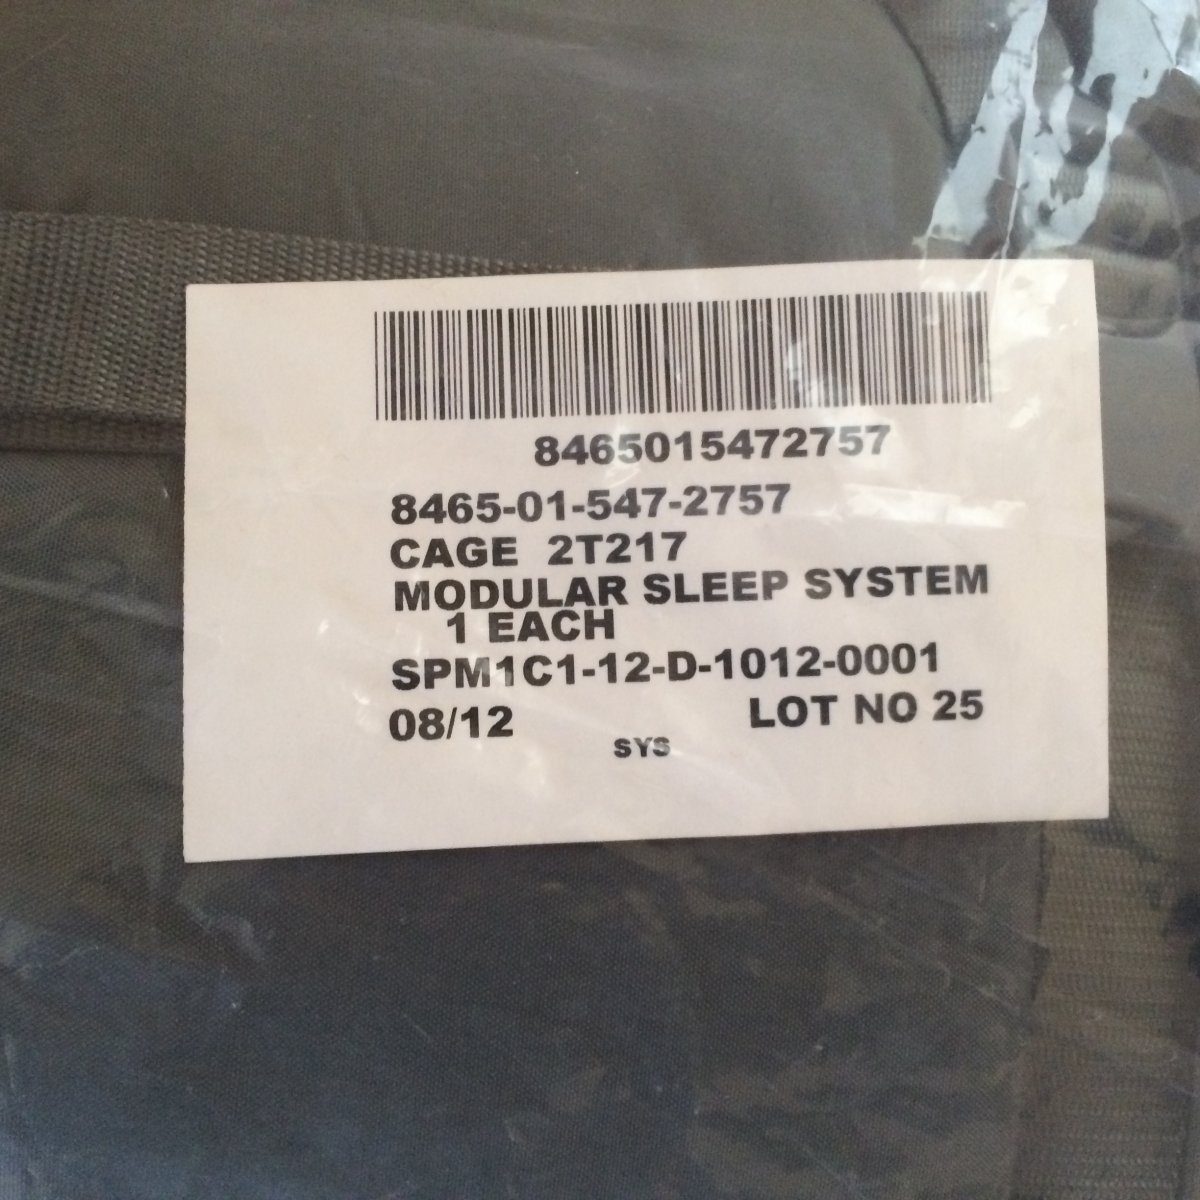 8465015472757
8465-01-547-2757
CAGE 2T217
MODULAR SLEEP SYSTEM
1 EACH
SPM1C1-12-D-1012-0001
08/12 LOT NO 25
SYS